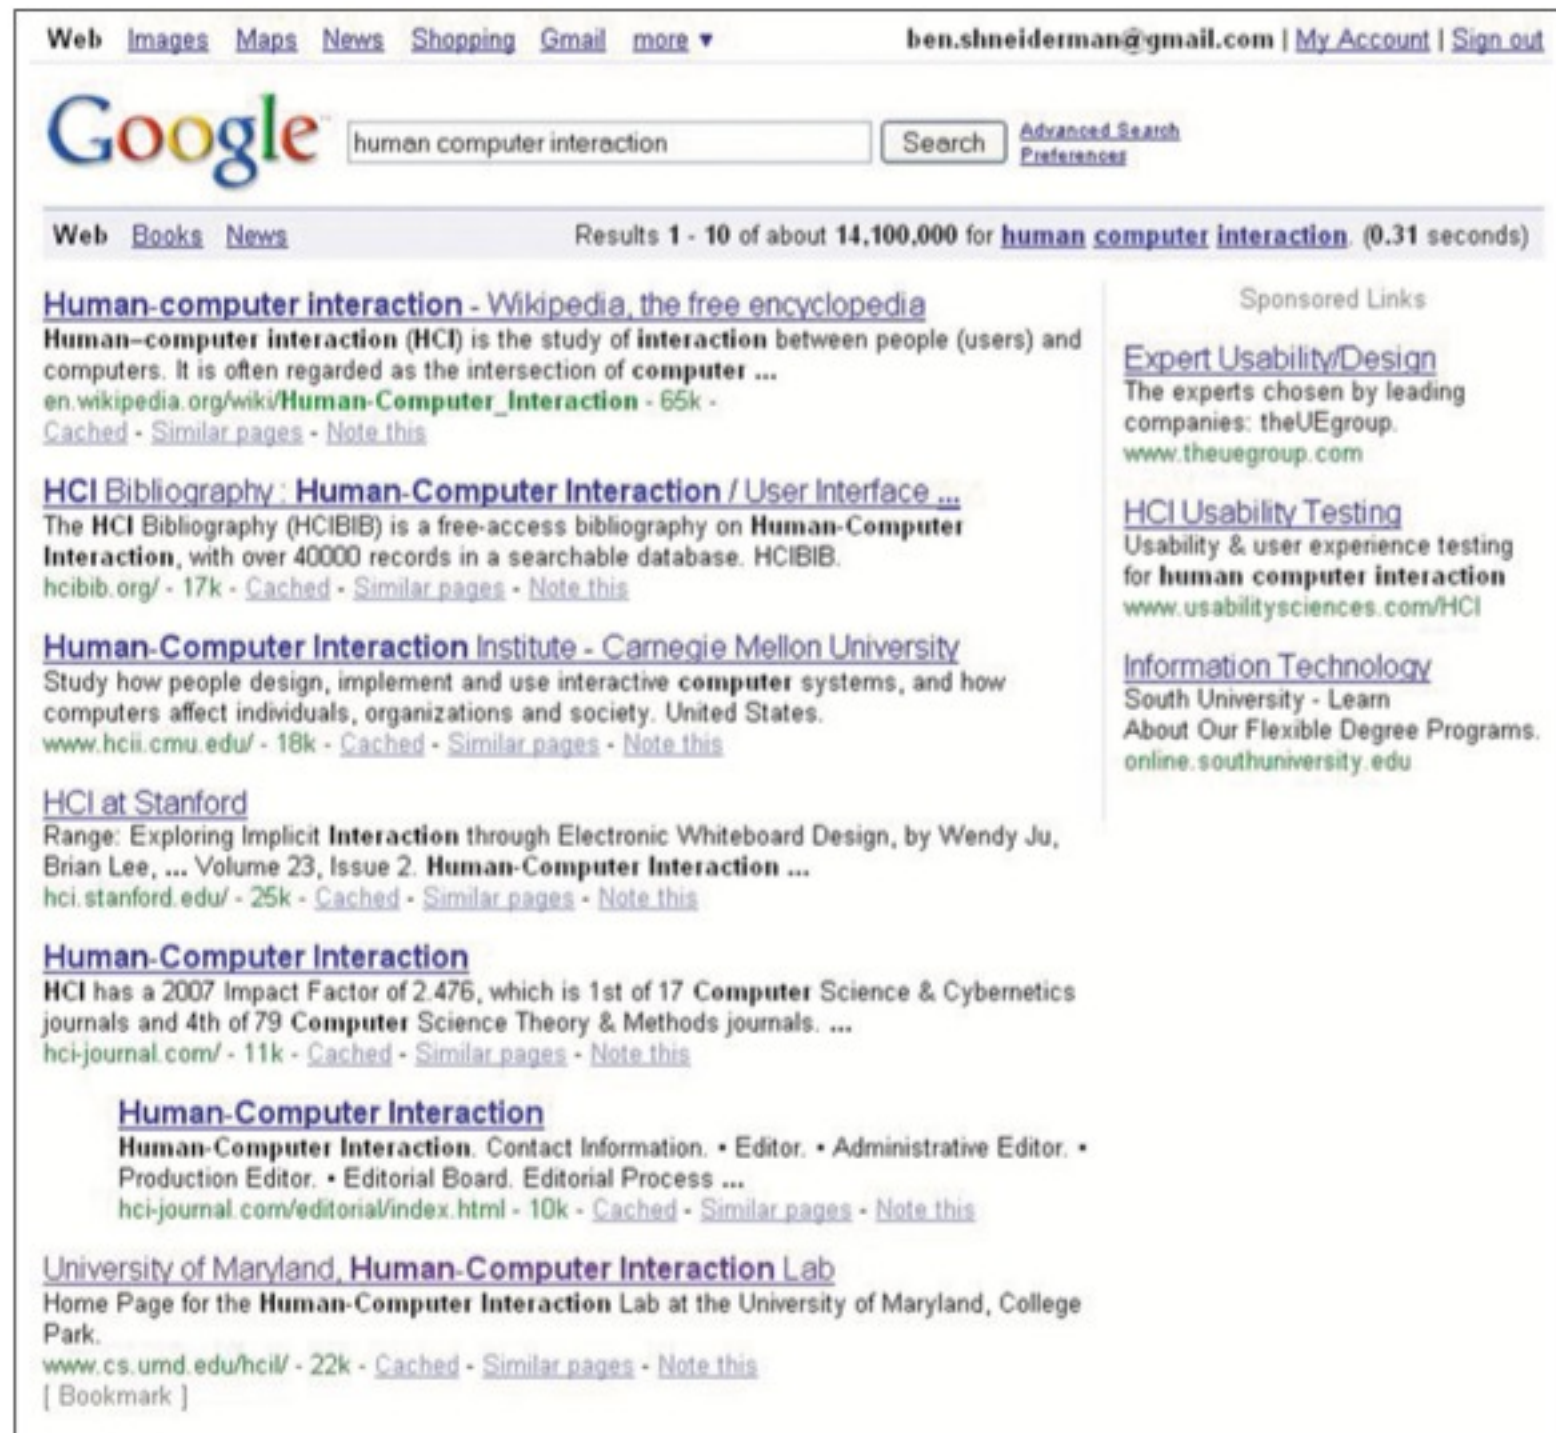 Web Images Maps News Shopping Gmail more ▼
ben.shneiderman@gmail.com | My Account | Sign out
Google™
human computer interaction
Search
Advanced Search
Preferences
Web Books News
Results 1 - 10 of about 14,100,000 for human computer interaction. (0.31 seconds)
Human-computer interaction - Wikipedia, the free encyclopedia
Human–computer interaction (HCI) is the study of interaction between people (users) and
computers. It is often regarded as the intersection of computer ...
en.wikipedia.org/wiki/Human-Computer_Interaction - 65k -
Cached - Similar pages - Note this
HCI Bibliography : Human-Computer Interaction / User Interface ...
The HCI Bibliography (HCIBIB) is a free-access bibliography on Human-Computer
Interaction, with over 40000 records in a searchable database. HCIBIB.
hcibib.org/ - 17k - Cached - Similar pages - Note this
Human-Computer Interaction Institute - Carnegie Mellon University
Study how people design, implement and use interactive computer systems, and how
computers affect individuals, organizations and society. United States.
www.hcii.cmu.edu/ - 18k - Cached - Similar pages - Note this
HCI at Stanford
Range: Exploring Implicit Interaction through Electronic Whiteboard Design, by Wendy Ju,
Brian Lee, ... Volume 23, Issue 2. Human-Computer Interaction ...
hci.stanford.edu/ - 25k - Cached - Similar pages - Note this
Human-Computer Interaction
HCI has a 2007 Impact Factor of 2.476, which is 1st of 17 Computer Science & Cybernetics
journals and 4th of 79 Computer Science Theory & Methods journals. ...
hci-journal.com/ - 11k - Cached - Similar pages - Note this
Human-Computer Interaction
Human-Computer Interaction. Contact Information. • Editor. • Administrative Editor. •
Production Editor. • Editorial Board. Editorial Process ...
hci-journal.com/editorial/index.html - 10k - Cached - Similar pages - Note this
University of Maryland, Human-Computer Interaction Lab
Home Page for the Human-Computer Interaction Lab at the University of Maryland, College
Park.
www.cs.umd.edu/hcil/ - 22k - Cached - Similar pages - Note this
[ Bookmark ]
Sponsored Links
Expert Usability/Design
The experts chosen by leading
companies: theUEgroup.
www.theuegroup.com
HCI Usability Testing
Usability & user experience testing
for human computer interaction
www.usabilitysciences.com/HCI
Information Technology
South University - Learn
About Our Flexible Degree Programs.
online.southuniversity.edu